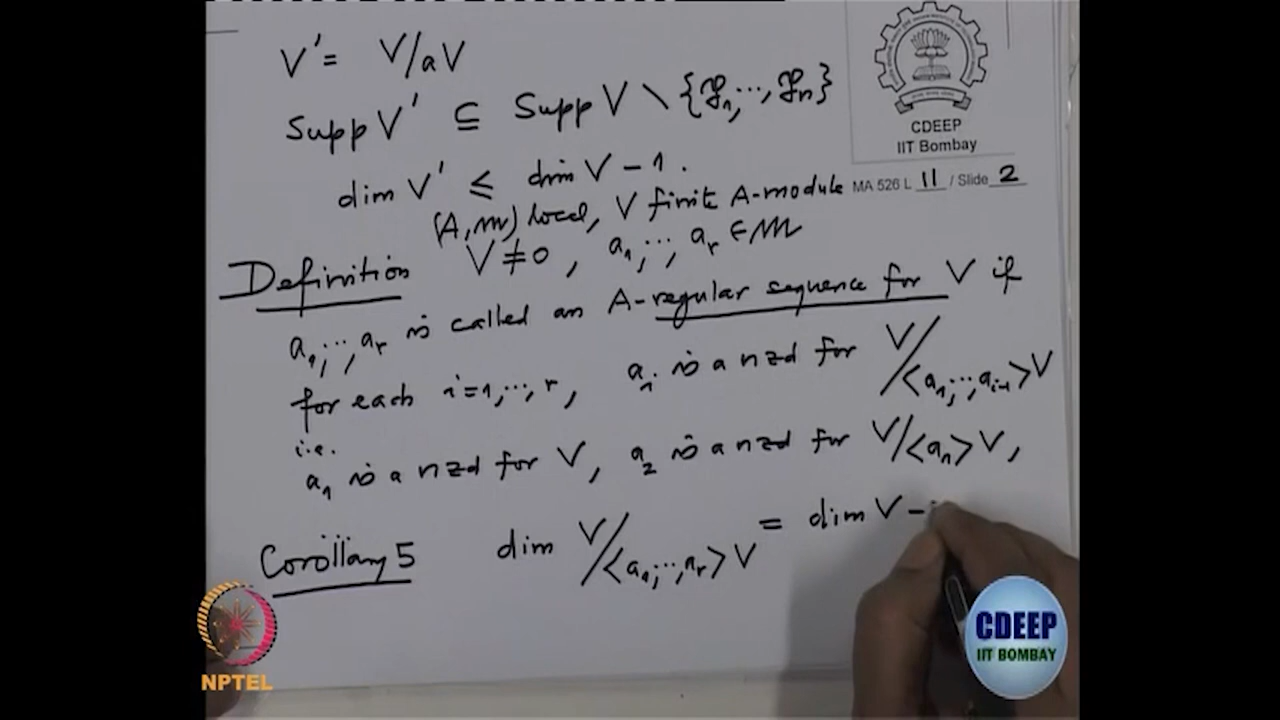 V' = V/aV
Supp V' ⊆ Supp V \ {℘1, ..., ℘n}
dim V' ≤ dim V - 1.
CDEEP
IIT Bombay
MA 526 L 11 / Slide 2
(A, m) local, V finite A-module
Definition V ≠ 0, a1, ..., ar ∈ m
a1, ..., ar is called an A-regular sequence for V if
for each i = 1, ..., r, ai is a nzd for V/<a1, ..., ai-1>V
i.e.
a1 is a nzd for V, a2 is a nzd for V/<a1>V,
Corollary 5 dim V/<a1, ..., ar>V = dim V -
NPTEL
CDEEP
IIT BOMBAY